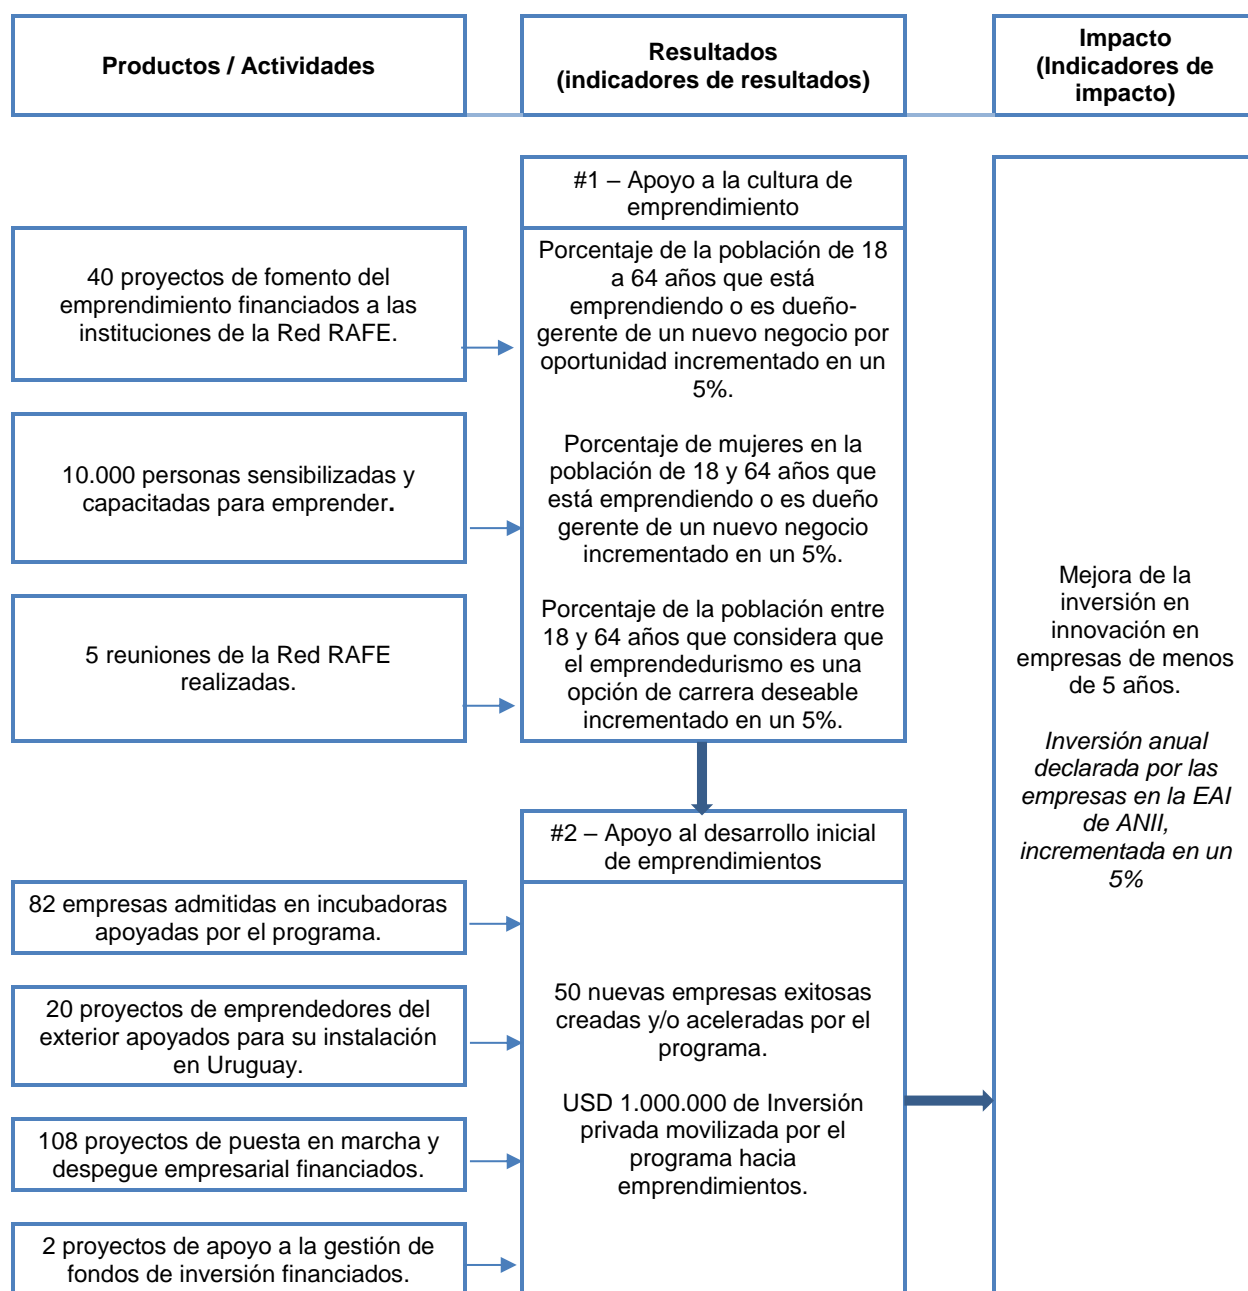 Productos / Actividades
Resultados
(indicadores de resultados)
Impacto
(Indicadores de
impacto)
#1 – Apoyo a la cultura de
emprendimiento
40 proyectos de fomento del
emprendimiento financiados a las
instituciones de la Red RAFE.
10.000 personas sensibilizadas y
capacitadas para emprender.
5 reuniones de la Red RAFE
realizadas.
Porcentaje de la población de 18
a 64 años que está
emprendiendo o es dueño-
gerente de un nuevo negocio por
oportunidad incrementado en un
5%.
Porcentaje de mujeres en la
población de 18 y 64 años que
está emprendiendo o es dueño
gerente de un nuevo negocio
incrementado en un 5%.
Porcentaje de la población entre
18 y 64 años que considera que
el emprendedurismo es una
opción de carrera deseable
incrementado en un 5%.
#2 – Apoyo al desarrollo inicial
de emprendimientos
82 empresas admitidas en incubadoras
apoyadas por el programa.
20 proyectos de emprendedores del
exterior apoyados para su instalación
en Uruguay.
108 proyectos de puesta en marcha y
despegue empresarial financiados.
2 proyectos de apoyo a la gestión de
fondos de inversión financiados.
50 nuevas empresas exitosas
creadas y/o aceleradas por el
programa.
USD 1.000.000 de Inversión
privada movilizada por el
programa hacia
emprendimientos.
Mejora de la
inversión en
innovación en
empresas de menos
de 5 años.
Inversión anual
declarada por las
empresas en la EAI
de ANII,
incrementada en un
5%